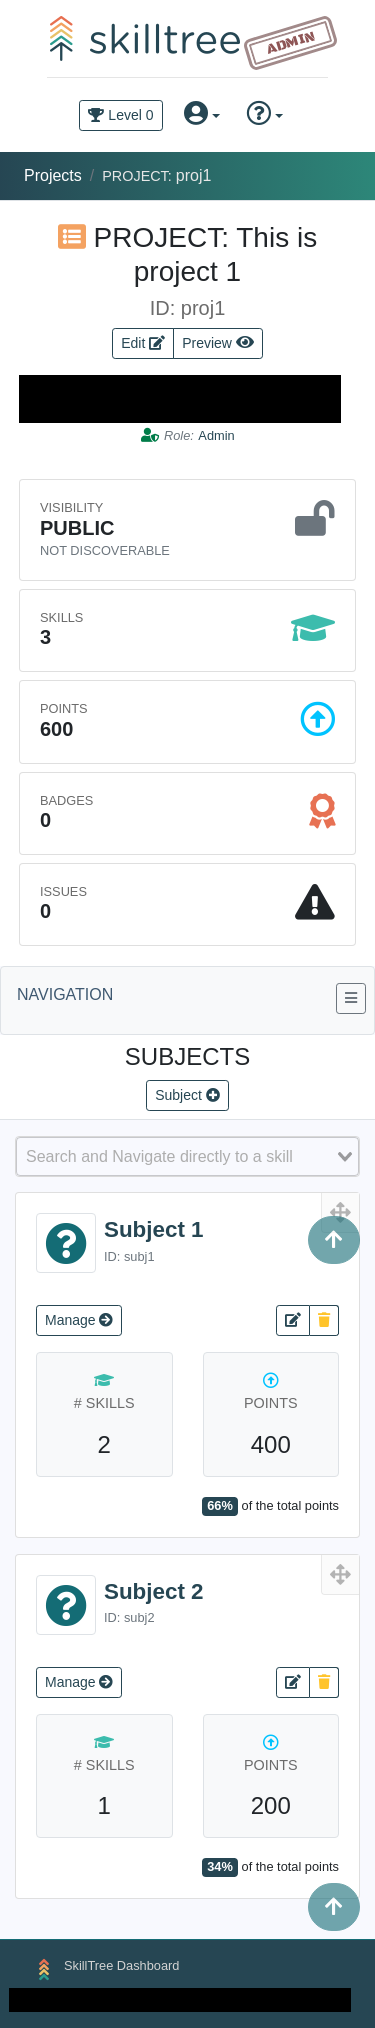 skilltree
ADMIN
Level 0
Projects / PROJECT: proj1
PROJECT: This is
project 1
ID: proj1
Edit Preview
Role: Admin
VISIBILITY
PUBLIC
NOT DISCOVERABLE
SKILLS
3
POINTS
600
BADGES
0
ISSUES
0
NAVIGATION
SUBJECTS
Subject
Search and Navigate directly to a skill
Subject 1
ID: subj1
Manage
# SKILLS
2
POINTS
400
66% of the total points
Subject 2
ID: subj2
Manage
# SKILLS
1
POINTS
200
34% of the total points
SkillTree Dashboard